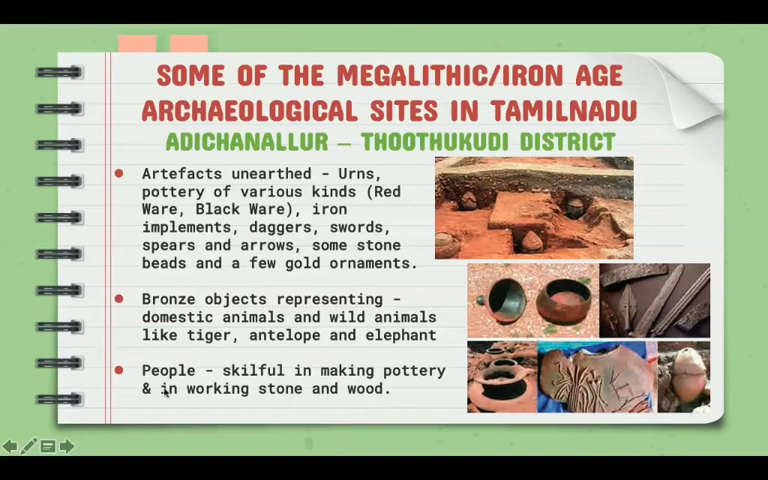 SOME OF THE MEGALITHIC/IRON AGE
ARCHAEOLOGICAL SITES IN TAMILNADU
ADICHANALLUR – THOOTHUKUDI DISTRICT
Artefacts unearthed – Urns,
pottery of various kinds (Red
Ware, Black Ware), iron
implements, daggers, swords,
spears and arrows, some stone
beads and a few gold ornaments.
Bronze objects representing –
domestic animals and wild animals
like tiger, antelope and elephant
People – skilful in making pottery
& in working stone and wood.